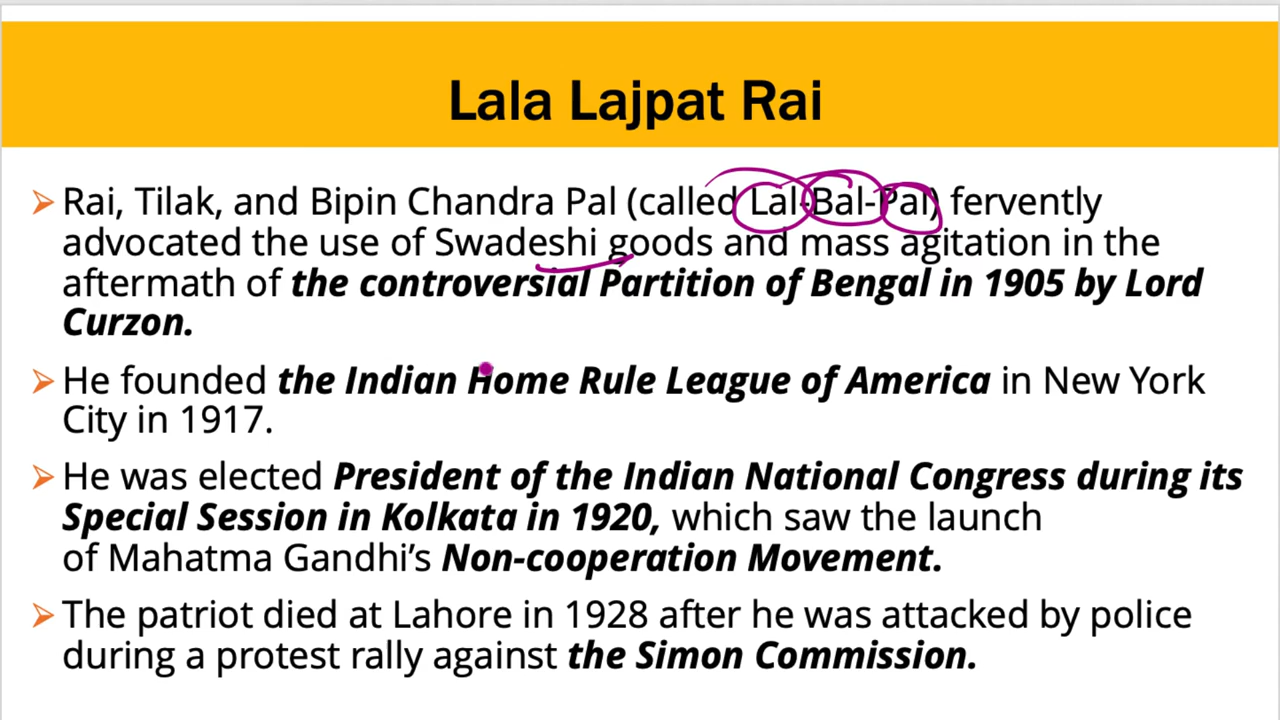 Lala Lajpat Rai
Rai, Tilak, and Bipin Chandra Pal (called Lal-Bal-Pal) fervently
advocated the use of Swadeshi goods and mass agitation in the
aftermath of the controversial Partition of Bengal in 1905 by Lord
Curzon.
He founded the Indian Home Rule League of America in New York
City in 1917.
He was elected President of the Indian National Congress during its
Special Session in Kolkata in 1920, which saw the launch
of Mahatma Gandhi’s Non-cooperation Movement.
The patriot died at Lahore in 1928 after he was attacked by police
during a protest rally against the Simon Commission.